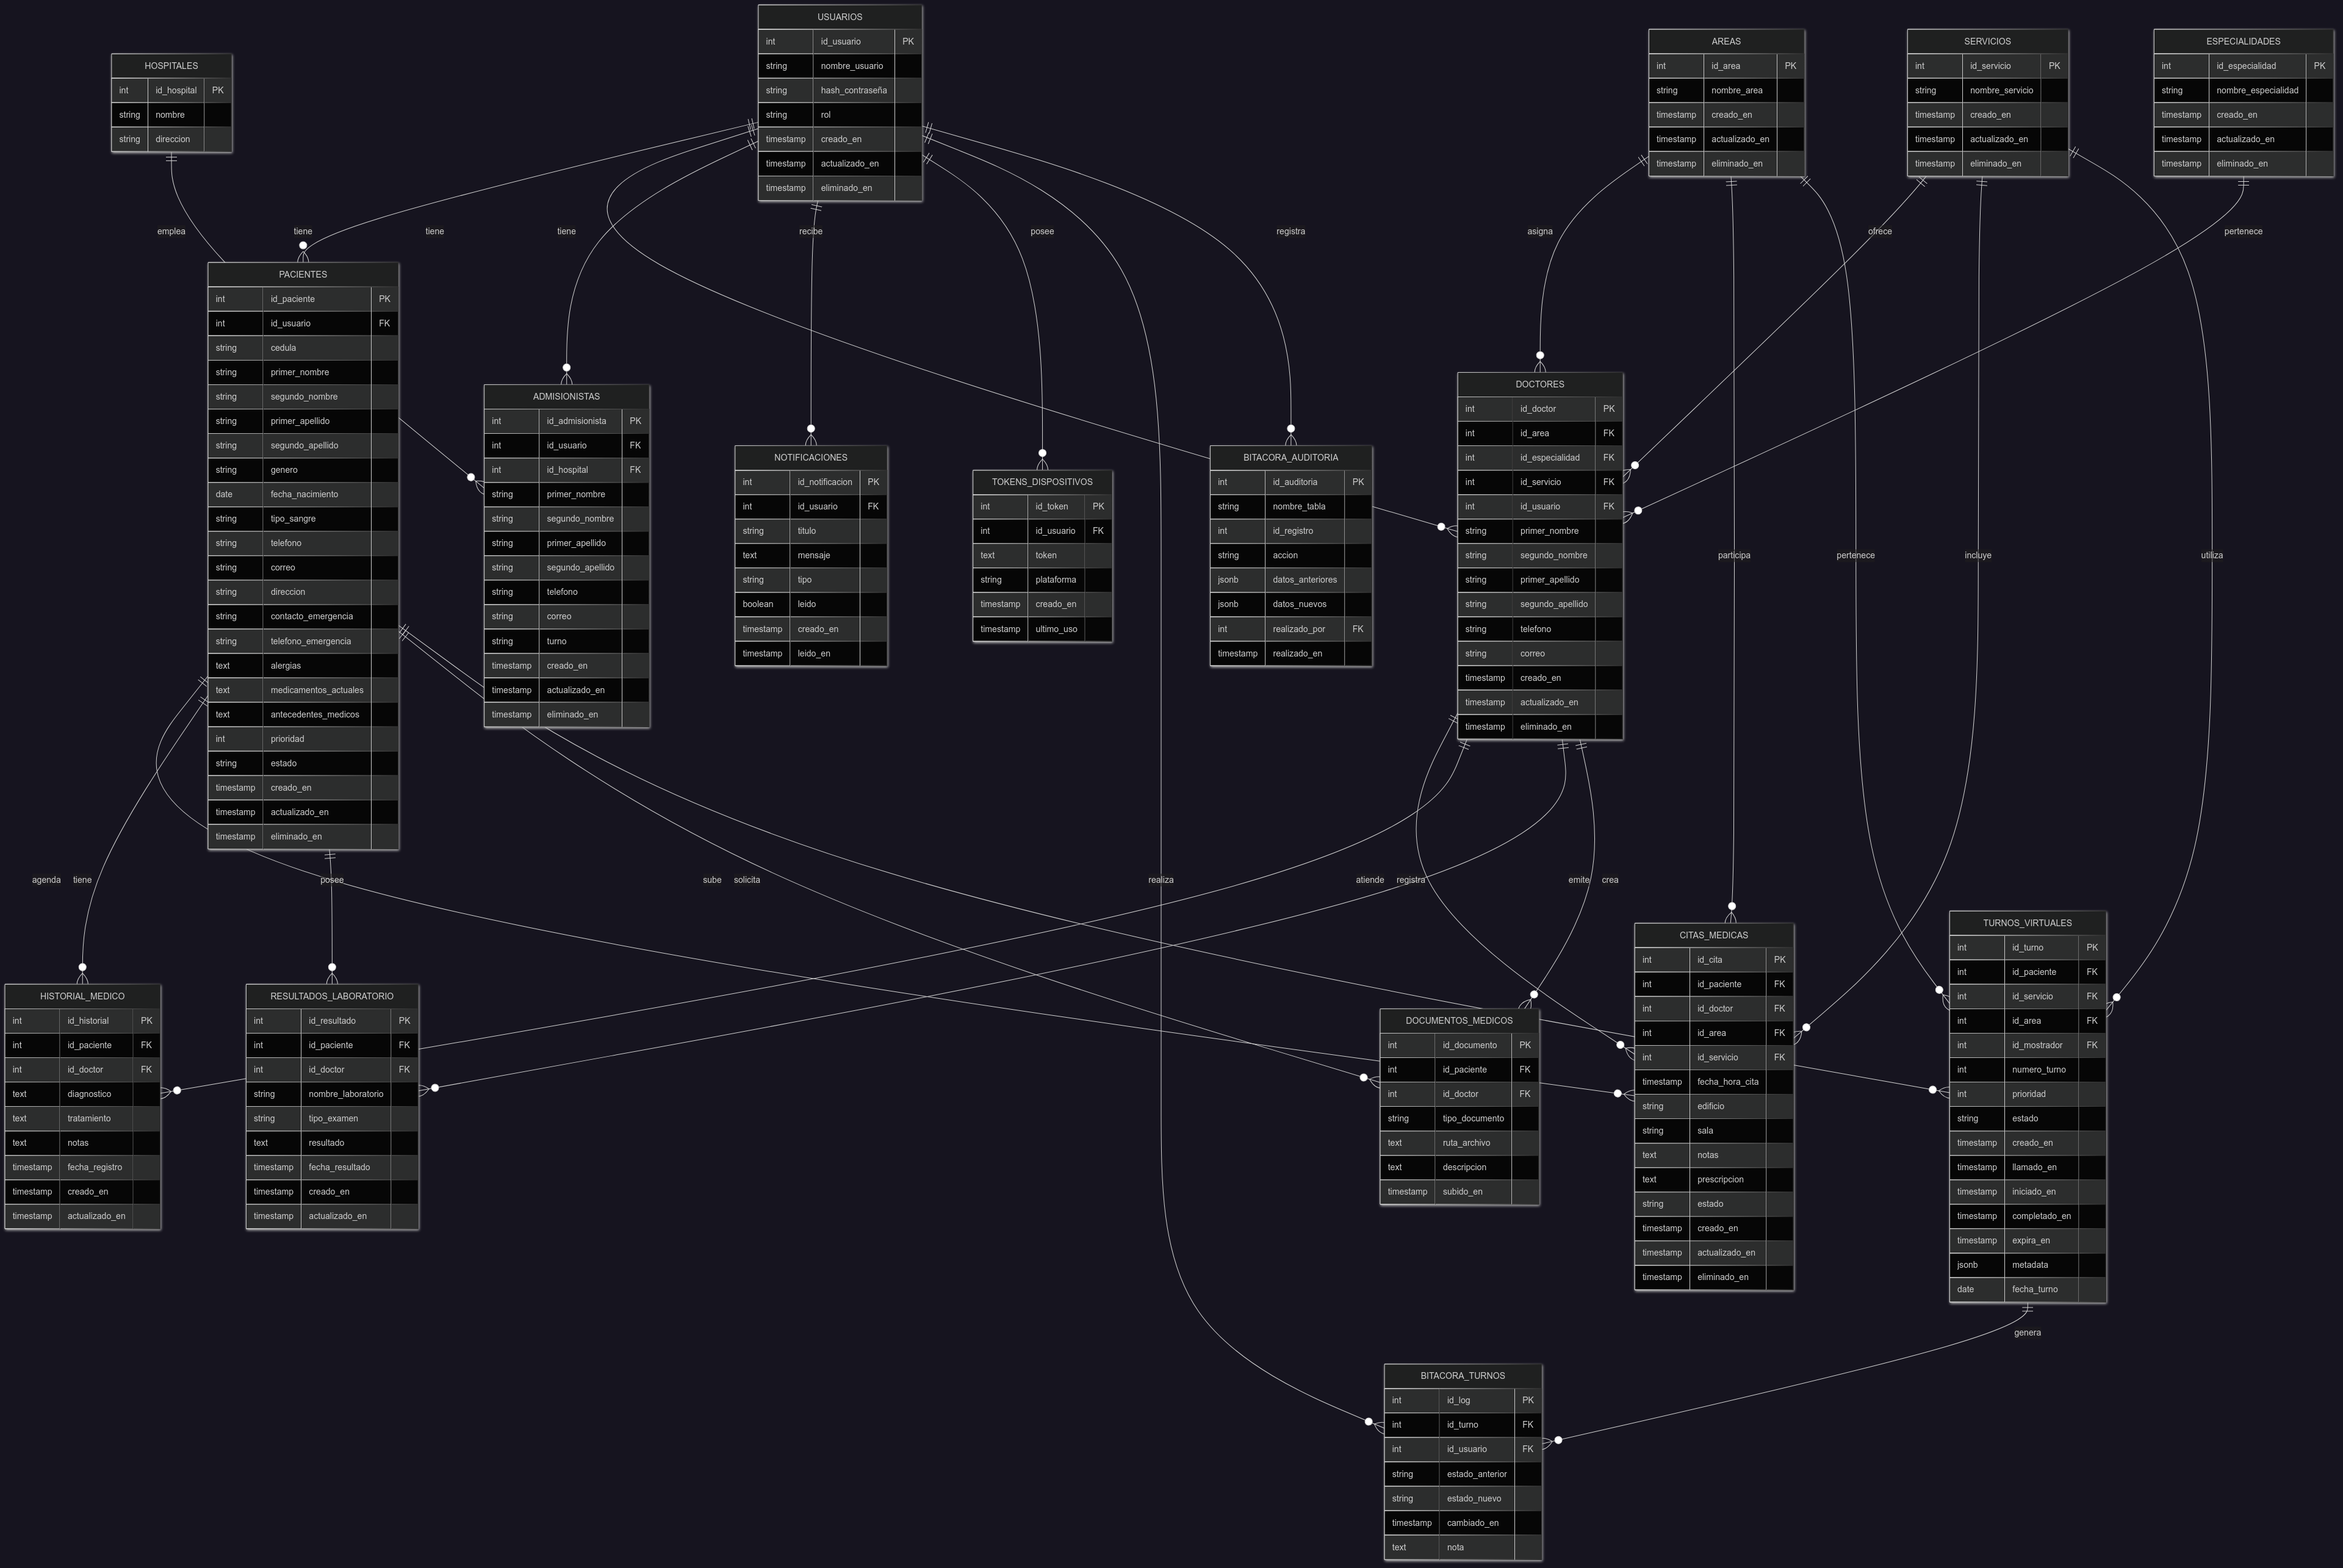 USUARIOS
int id_usuario PK
string nombre_usuario
string hash_contraseña
string rol
timestamp creado_en
timestamp actualizado_en
timestamp eliminado_en
HOSPITALES
int id_hospital PK
string nombre
string direccion
AREAS
int id_area PK
string nombre_area
timestamp creado_en
timestamp actualizado_en
timestamp eliminado_en
SERVICIOS
int id_servicio PK
string nombre_servicio
timestamp creado_en
timestamp actualizado_en
timestamp eliminado_en
ESPECIALIDADES
int id_especialidad PK
string nombre_especialidad
timestamp creado_en
timestamp actualizado_en
timestamp eliminado_en
emplea
tiene
tiene
tiene
recibe
posee
registra
asigna
ofrece
pertenece
PACIENTES
int id_paciente PK
int id_usuario FK
string cedula
string primer_nombre
string segundo_nombre
string primer_apellido
string segundo_apellido
string genero
date fecha_nacimiento
string tipo_sangre
string telefono
string correo
string direccion
string contacto_emergencia
string telefono_emergencia
text alergias
text medicamentos_actuales
text antecedentes_medicos
int prioridad
string estado
timestamp creado_en
timestamp actualizado_en
timestamp eliminado_en
ADMISIONISTAS
int id_admisionista PK
int id_usuario FK
int id_hospital FK
string primer_nombre
string segundo_nombre
string primer_apellido
string segundo_apellido
string telefono
string correo
string turno
timestamp creado_en
timestamp actualizado_en
timestamp eliminado_en
NOTIFICACIONES
int id_notificacion PK
int id_usuario FK
string titulo
text mensaje
string tipo
boolean leido
timestamp creado_en
timestamp leido_en
TOKENS_DISPOSITIVOS
int id_token PK
int id_usuario FK
text token
string plataforma
timestamp creado_en
timestamp ultimo_uso
BITACORA_AUDITORIA
int id_auditoria PK
string nombre_tabla
int id_registro
string accion
jsonb datos_anteriores
jsonb datos_nuevos
int realizado_por FK
timestamp realizado_en
DOCTORES
int id_doctor PK
int id_area FK
int id_especialidad FK
int id_servicio FK
int id_usuario FK
string primer_nombre
string segundo_nombre
string primer_apellido
string segundo_apellido
string telefono
string correo
timestamp creado_en
timestamp actualizado_en
timestamp eliminado_en
participa
pertenece
incluye
utiliza
agenda
tiene
posee
sube
solicita
realiza
atiende
registra
emite
crea
HISTORIAL_MEDICO
int id_historial PK
int id_paciente FK
int id_doctor FK
text diagnostico
text tratamiento
text notas
timestamp fecha_registro
timestamp creado_en
timestamp actualizado_en
RESULTADOS_LABORATORIO
int id_resultado PK
int id_paciente FK
int id_doctor FK
string nombre_laboratorio
string tipo_examen
text resultado
timestamp fecha_resultado
timestamp creado_en
timestamp actualizado_en
DOCUMENTOS_MEDICOS
int id_documento PK
int id_paciente FK
int id_doctor FK
string tipo_documento
text ruta_archivo
text descripcion
timestamp subido_en
CITAS_MEDICAS
int id_cita PK
int id_paciente FK
int id_doctor FK
int id_area FK
int id_servicio FK
timestamp fecha_hora_cita
string edificio
string sala
text notas
text prescripcion
string estado
timestamp creado_en
timestamp actualizado_en
timestamp eliminado_en
TURNOS_VIRTUALES
int id_turno PK
int id_paciente FK
int id_servicio FK
int id_area FK
int id_mostrador FK
int numero_turno
int prioridad
string estado
timestamp creado_en
timestamp llamado_en
timestamp iniciado_en
timestamp completado_en
timestamp expira_en
jsonb metadata
date fecha_turno
genera
BITACORA_TURNOS
int id_log PK
int id_turno FK
int id_usuario FK
string estado_anterior
string estado_nuevo
timestamp cambiado_en
text nota